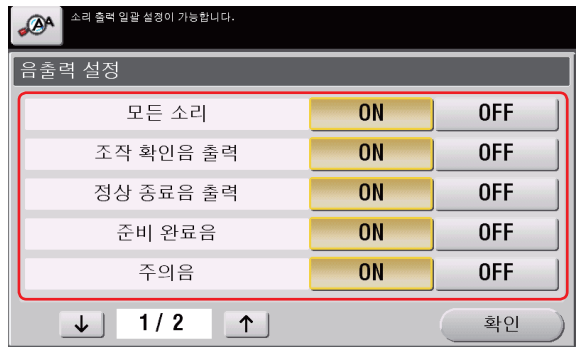 AA
소리 출력 일괄 설정이 가능합니다.
음출력 설정
모든 소리 ON OFF
조작 확인음 출력 ON OFF
정상 종료음 출력 ON OFF
준비 완료음 ON OFF
주의음 ON OFF
↓ 1 / 2 ↑ 확인